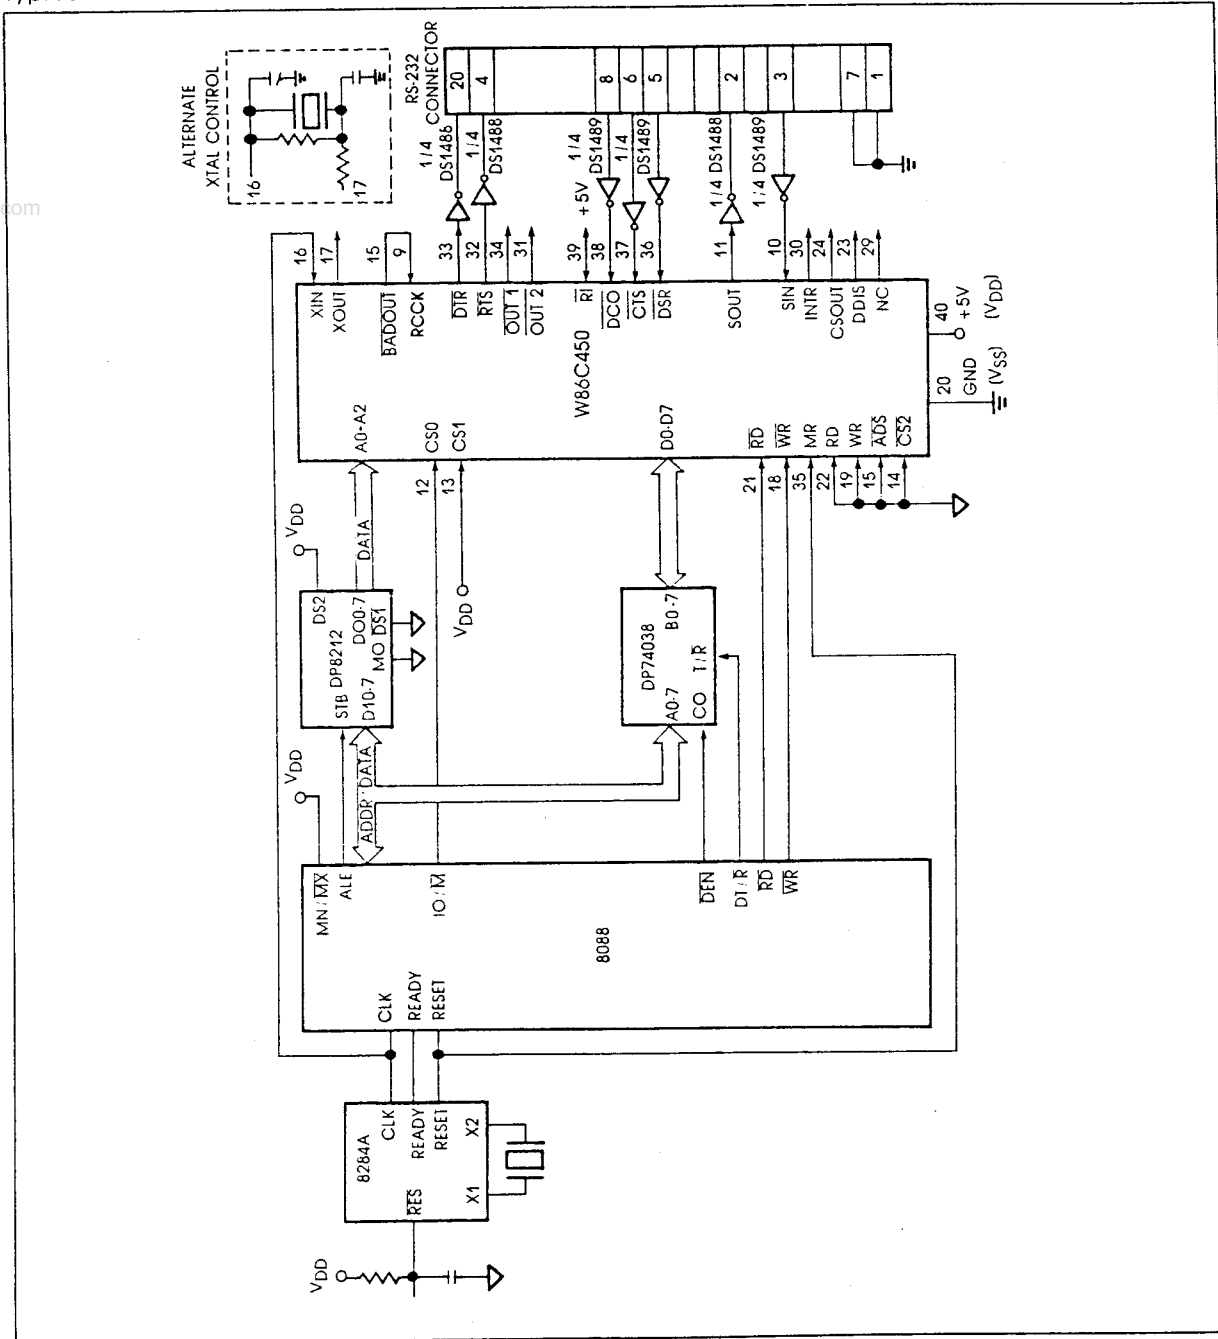 com
ALTERNATE
XTAL CONTROL
16
17
RS-232
CONNECTOR
20
4
8
6
5
2
3
7
1
1/4
DS1486
1/4
DS1488
1/4
DS1489
1/4
DS1489
1/4 DS1488
1/4 DS1489
+5V
16
17
15
9
33
32
34
31
39
38
37
36
11
10
30
24
23
29
XIN
XOUT
BADOUT
RCCK
DTR
RTS
OUT 1
OUT 2
RI
DCO
CTS
DSR
SOUT
SIN
INTR
CSOUT
DDIS
NC
W86C450
40
+5V
(VDD)
20
GND
(VSS)
A0-A2
CS0
CS1
D0-D7
RD
WR
MR
RD
WR
ADS
CS2
12
13
21
18
35
22
19
15
14
VDD
DATA
VDD
DS2
DO0-7
DP8212
MO DS1
STB
D10-7
B0-7
DP74038
T/R
A0-7
CO
VDD
ADDR/DATA
MN/MX
ALE
IO/M
DEN
DT/R
RD
WR
8088
CLK
READY
RESET
8284A
CLK
READY
RESET
X2
RES
X1
VDD